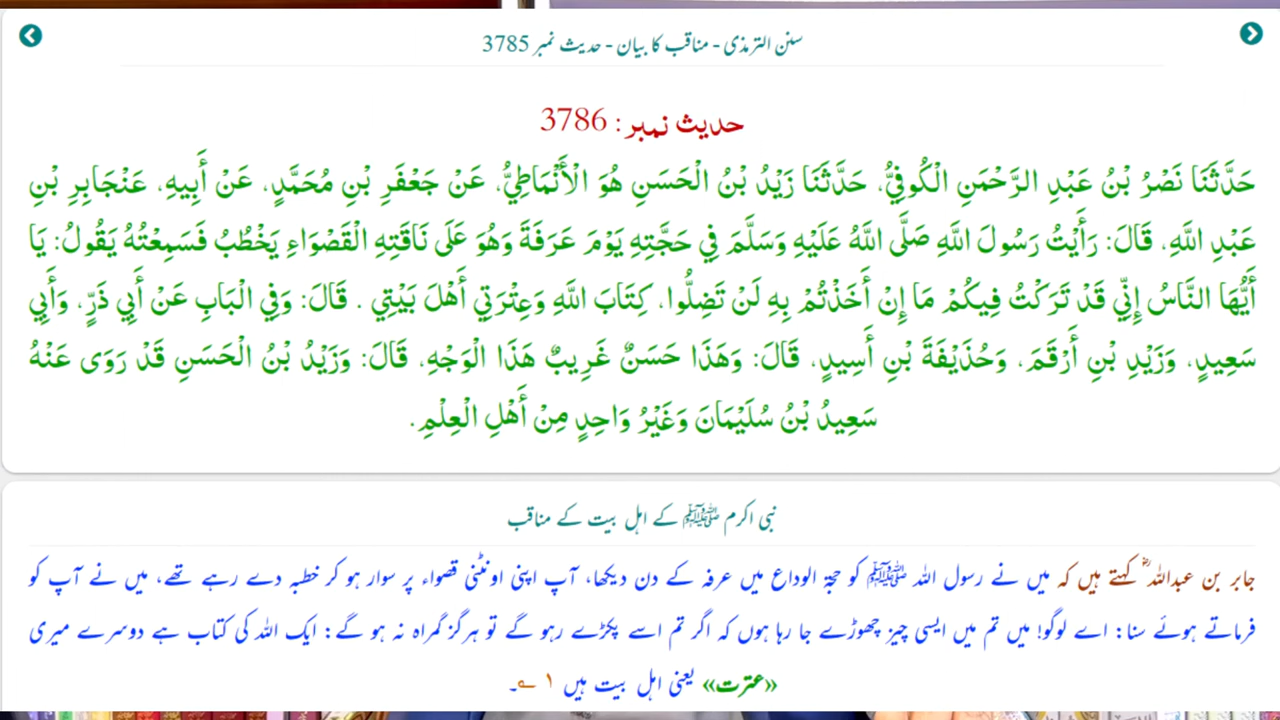 سنن الترمذی - مناقب کا بیان - حدیث نمبر 3785
حدیث نمبر : 3786
حَدَّثَنَا نَصْرُ بْنُ عَبْدِ الرَّحْمَنِ الْكُوفِيُّ، حَدَّثَنَا زَيْدُ بْنُ الْحَسَنِ هُوَ الْأَنْمَاطِيُّ، عَنْ جَعْفَرِ بْنِ مُحَمَّدٍ، عَنْ أَبِيهِ، عَنْجَابِرِ بْنِ
عَبْدِ اللَّهِ، قَالَ: رَأَيْتُ رَسُولَ اللَّهِ صَلَّى اللَّهُ عَلَيْهِ وَسَلَّمَ فِي حَجَّتِهِ يَوْمَ عَرَفَةَ وَهُوَ عَلَى نَاقَتِهِ الْقَصْوَاءِ يَخْطُبُ فَسَمِعْتُهُ يَقُولُ: يَا
أَيُّهَا النَّاسُ إِنِّي قَدْ تَرَكْتُ فِيكُمْ مَا إِنْ أَخَذْتُمْ بِهِ لَنْ تَضِلُّوا، كِتَابَ اللَّهِ وَعِتْرَتِي أَهْلَ بَيْتِي . قَالَ: وَفِي الْبَابِ عَنْ أَبِي ذَرٍّ، وَأَبِي
سَعِيدٍ، وَزَيْدِ بْنِ أَرْقَمَ، وَحُذَيْفَةَ بْنِ أَسِيدٍ، قَالَ: وَهَذَا حَسَنٌ غَرِيبٌ هَذَا الْوَجْهِ، قَالَ: وَزَيْدُ بْنُ الْحَسَنِ قَدْ رَوَى عَنْهُ
سَعِيدُ بْنُ سُلَيْمَانَ وَغَيْرُ وَاحِدٍ مِنْ أَهْلِ الْعِلْمِ.
نبی اکرم ﷺ کے اہل بیت کے مناقب
جابر بن عبداللہ ؓ کہتے ہیں کہ میں نے رسول اللہ ﷺ کو حجۃ الوداع میں عرفہ کے دن دیکھا، آپ اپنی اونٹنی قصواء پر سوار ہو کر خطبہ دے رہے تھے، میں نے آپ کو
فرماتے ہوئے سنا: اے لوگو! میں تم میں ایسی چیز چھوڑے جا رہا ہوں کہ اگر تم اسے پکڑے رہو گے تو ہرگز گمراہ نہ ہو گے: ایک اللہ کی کتاب ہے دوسرے میری
«عترت» یعنی اہل بیت ہیں ١ ؎۔